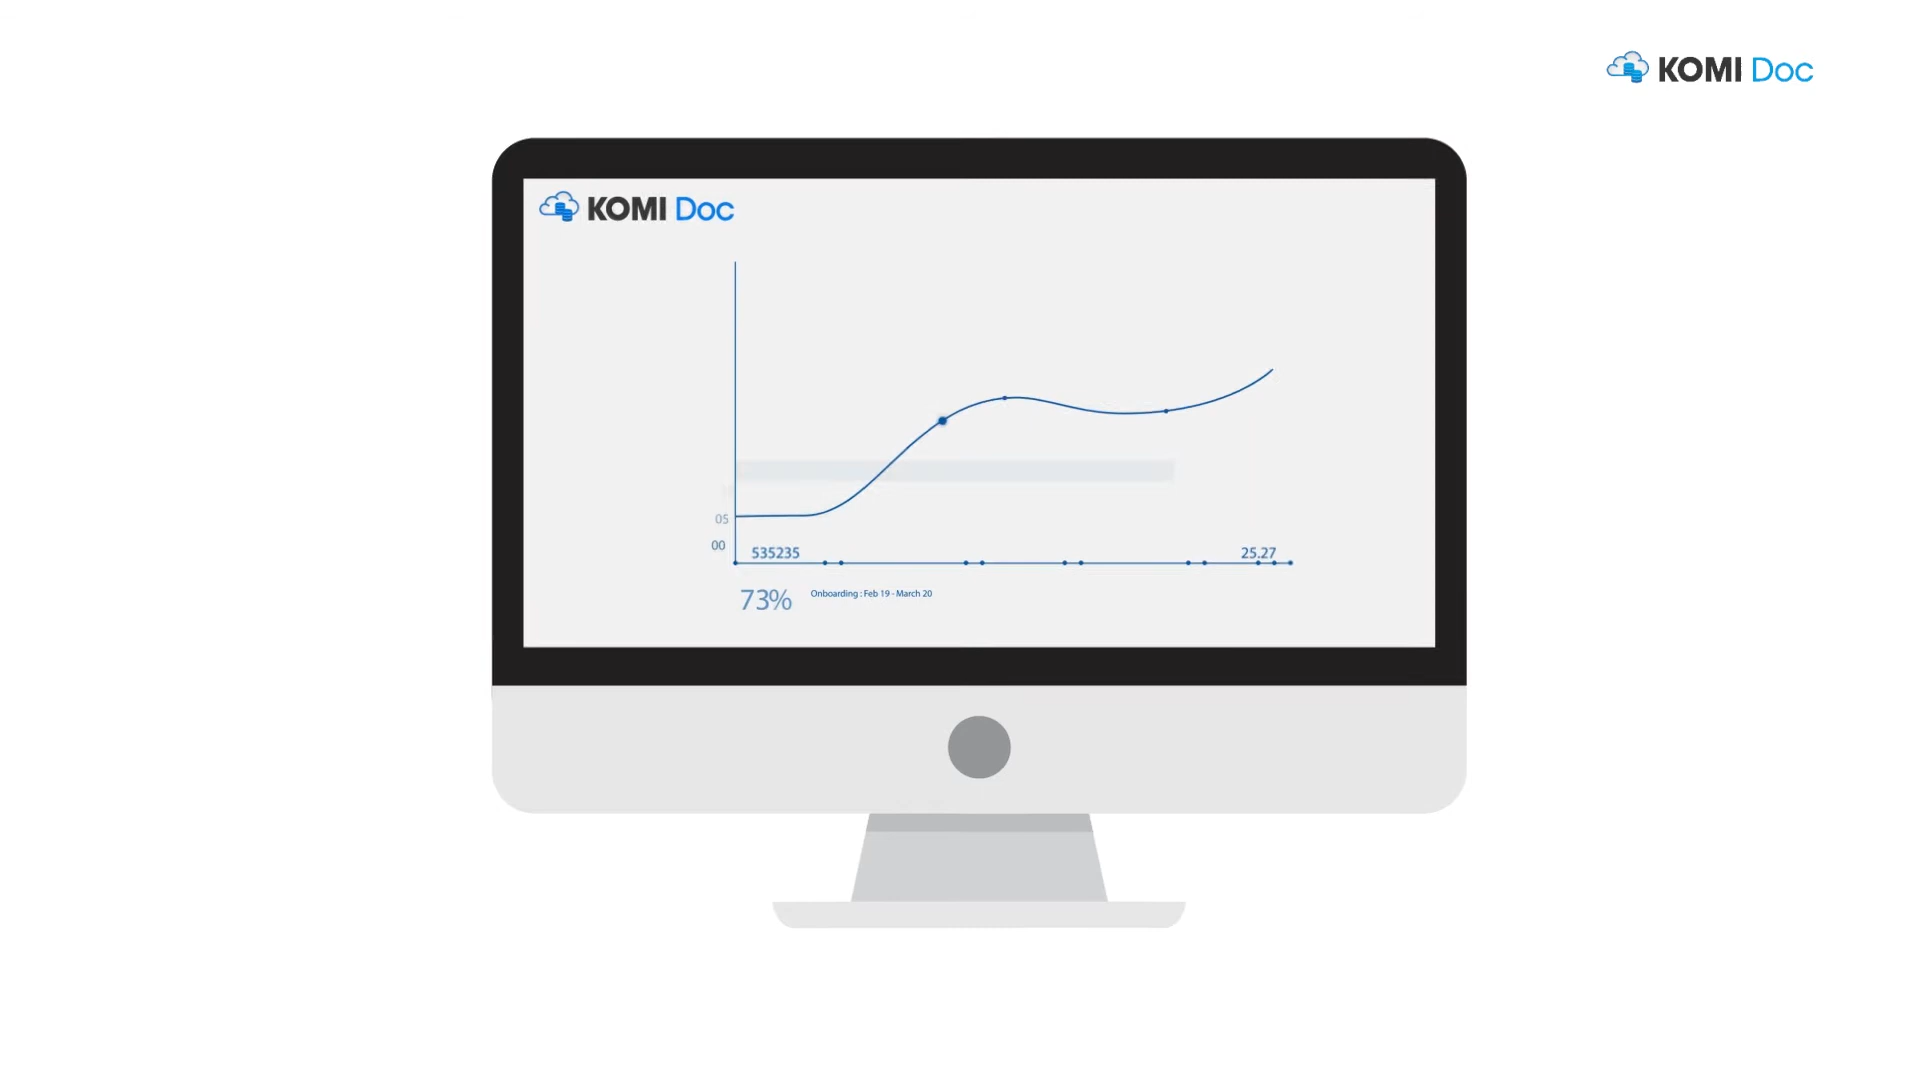 KOMI Doc
KOMI Doc
05
00
535235
25.27
73%
Onboarding : Feb 19 - March 20